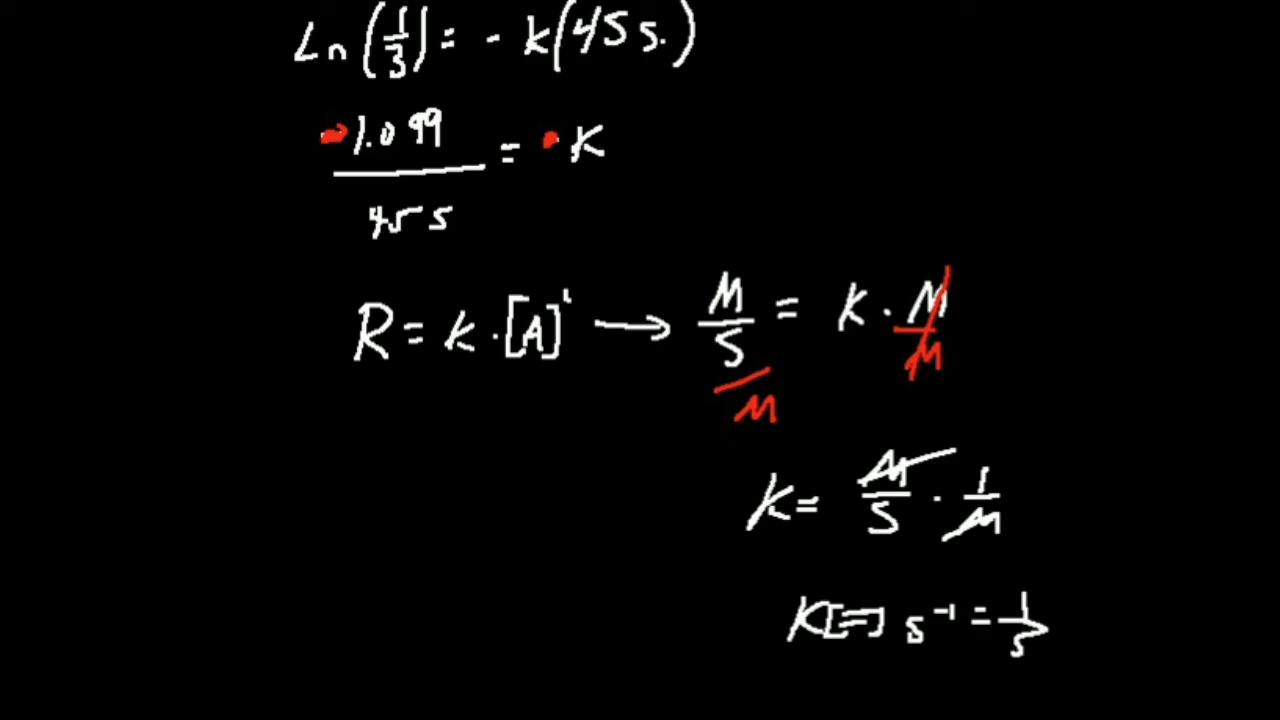 Ln (1/3) = - k(45 s.)
- 1.099 / 45 s = - K
R = K · [A]¹ → M/S / M = K · M/M
K = M/S · 1/M
K [=] s⁻¹ = 1/s